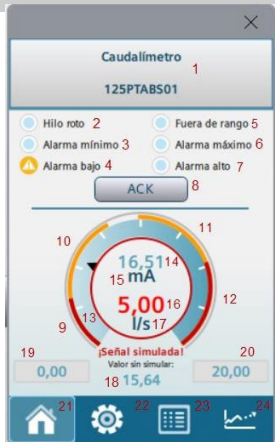 Caudalímetro 1
125PTABS01
Hilo roto 2 Fuera de rango 5
Alarma mínimo 3 Alarma máximo 6
Alarma bajo 4 Alarma alto 7
ACK 8
10 11
16,51 14
15 mA
13 5,00 16 12
9 l/s 17
¡Señal simulada!
19 Valor sin simular: 20
0,00 18 15,64 20,00
21 22 23 24